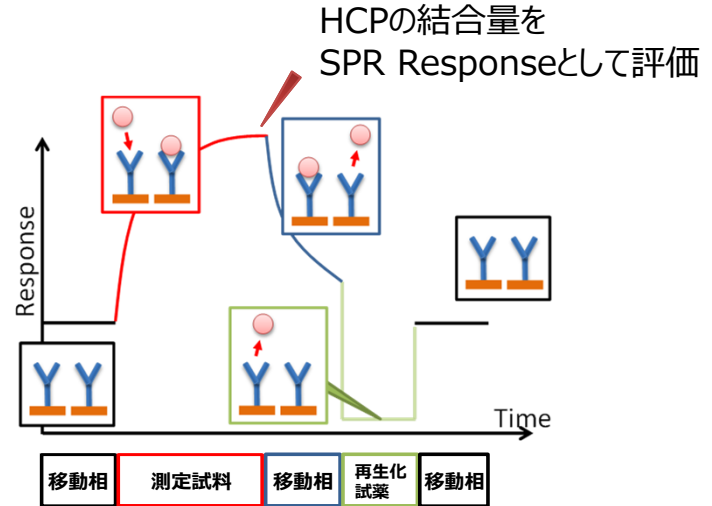 HCPの結合量を
SPR Responseとして評価
Response
Time
移動相
測定試料
移動相
再生化
試薬
移動相